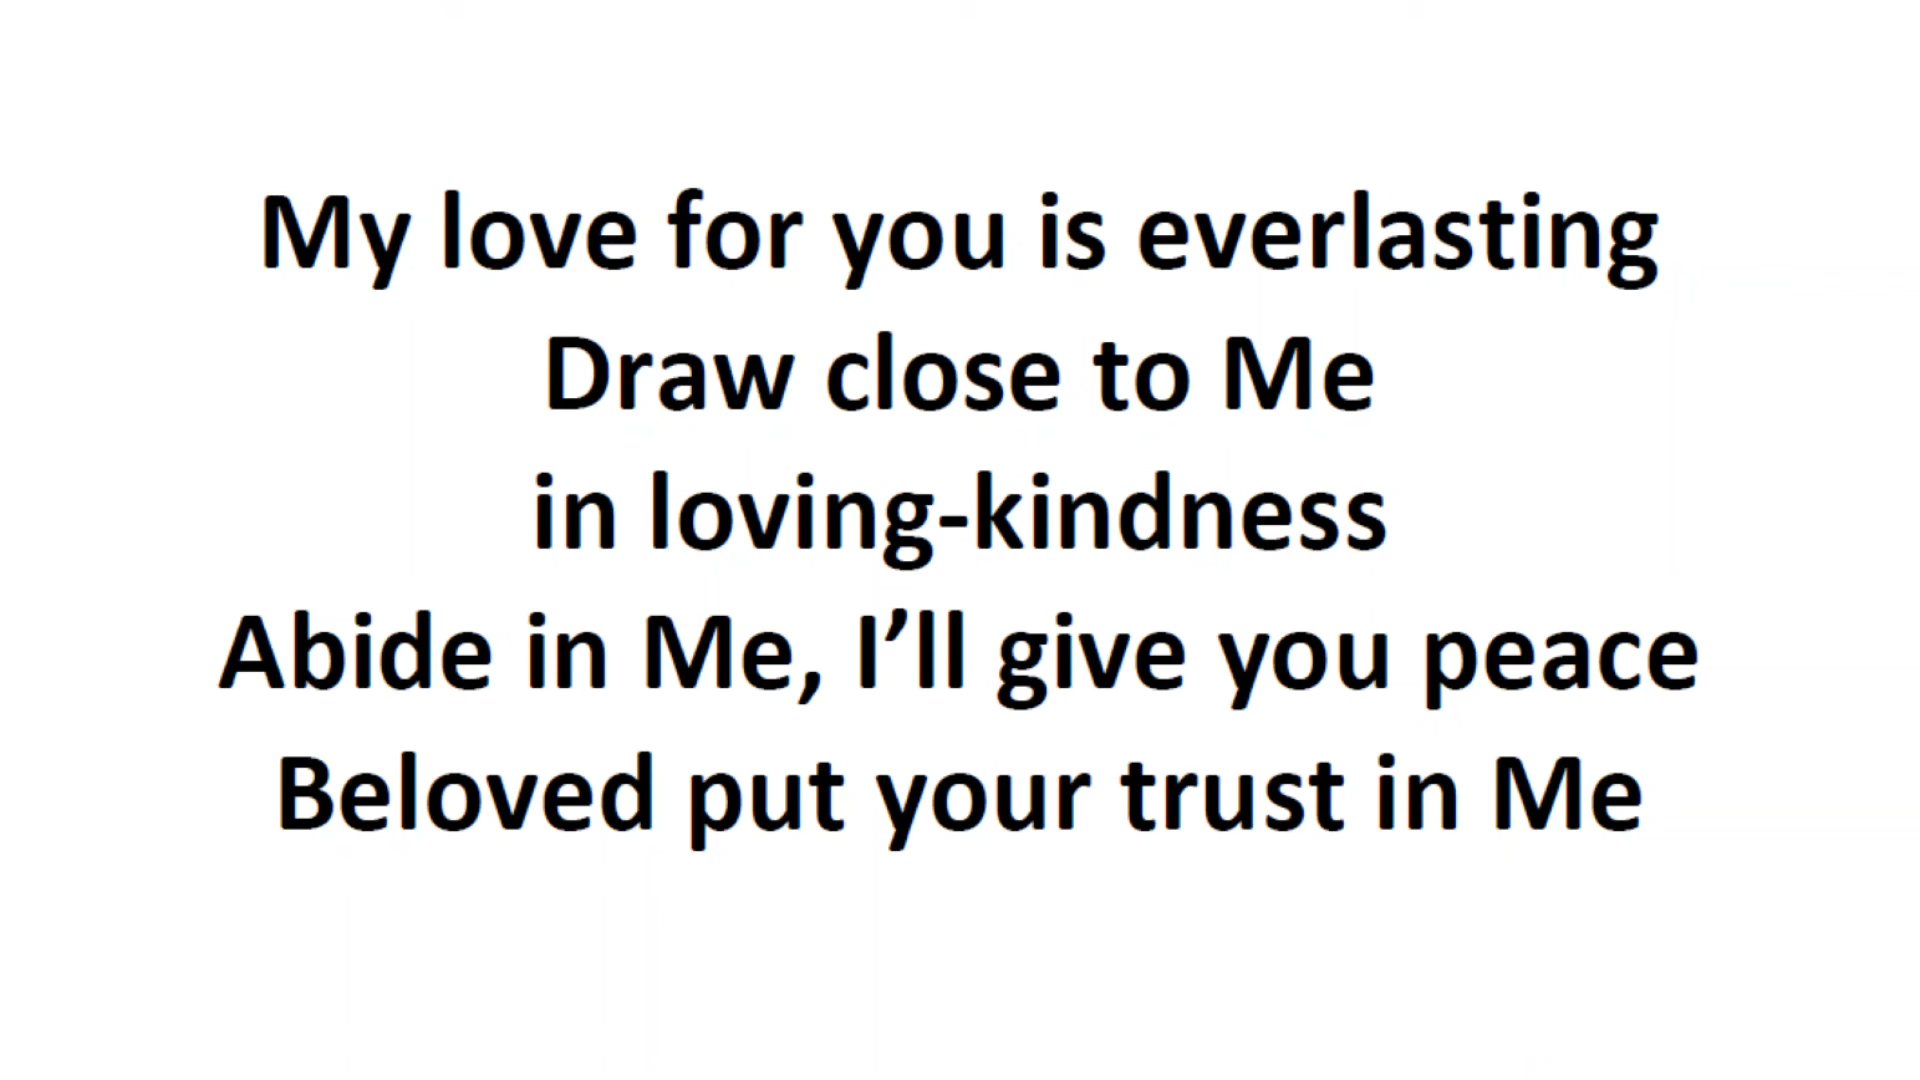 My love for you is everlasting
Draw close to Me
in loving-kindness
Abide in Me, I’ll give you peace
Beloved put your trust in Me